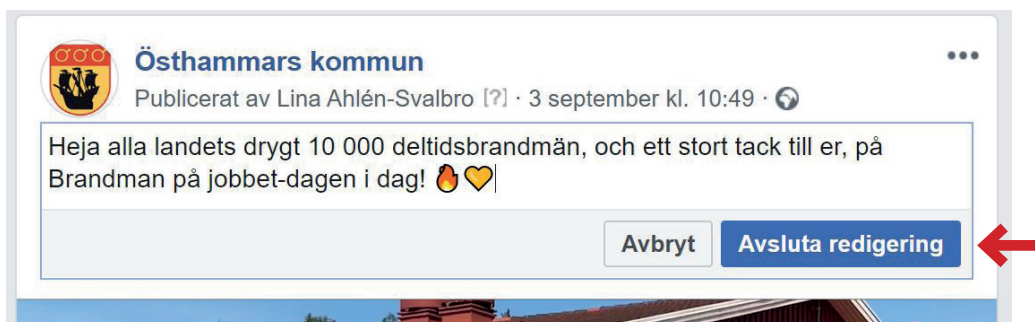 Östhammars kommun
Publicerat av Lina Ahlén-Svalbro [?] · 3 september kl. 10:49 ·
Heja alla landets drygt 10 000 deltidsbrandmän, och ett stort tack till er, på
Brandman på jobbet-dagen i dag! 🔥💛
Avbryt Avsluta redigering